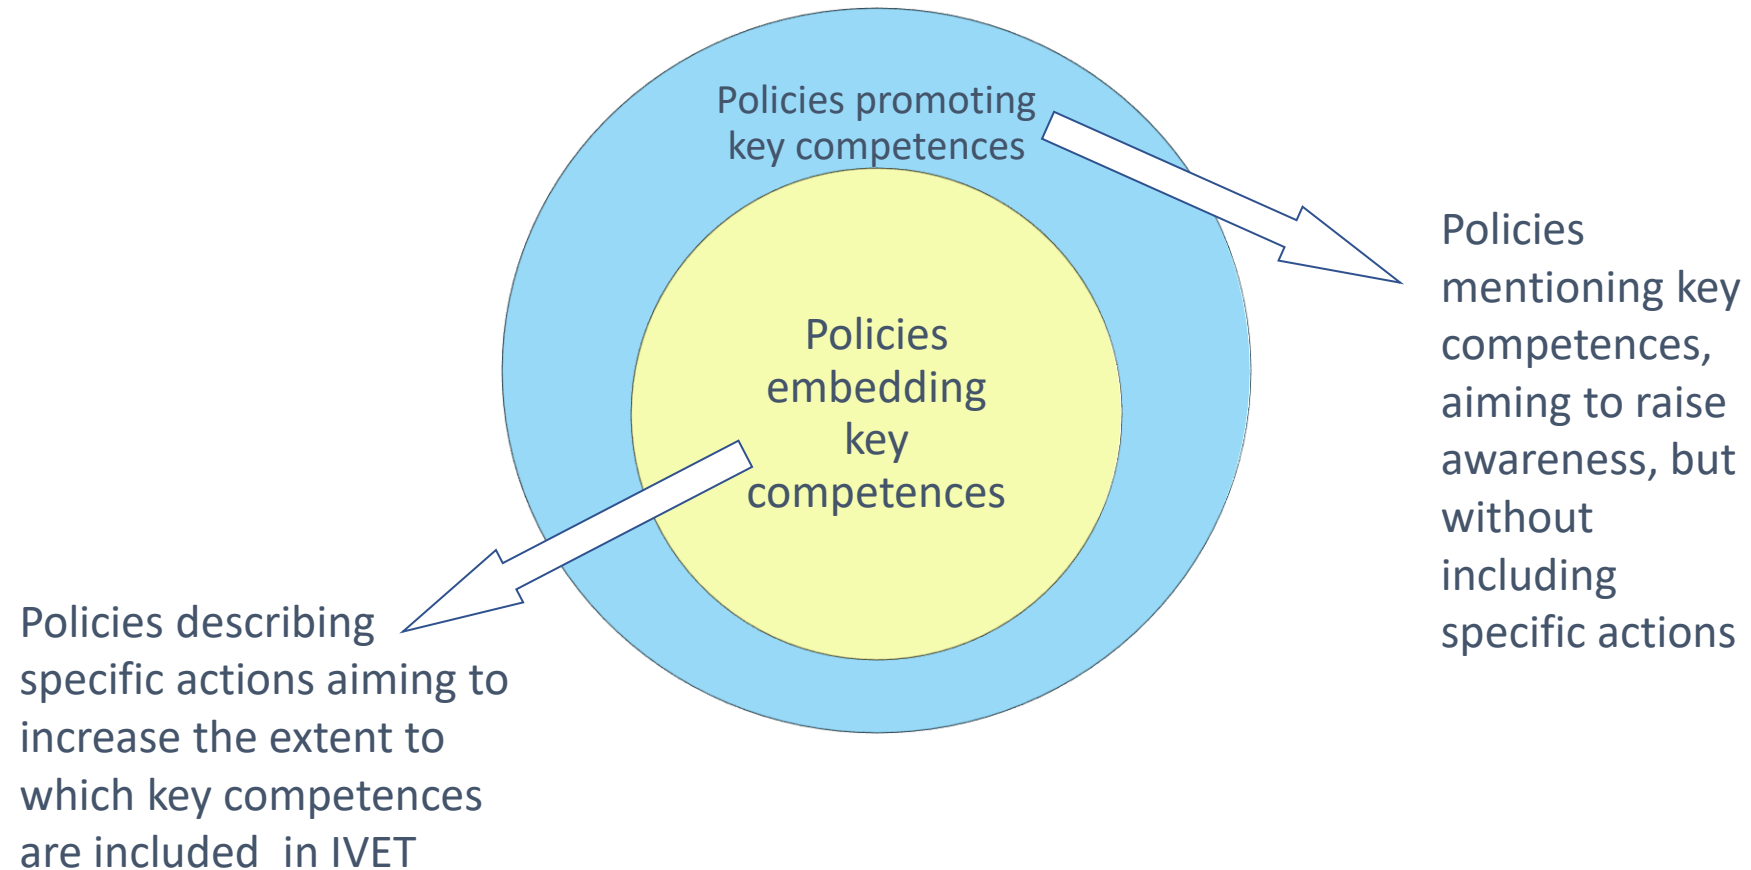 Policies promoting
key competences
Policies
embedding
key
competences
Policies
mentioning key
competences,
aiming to raise
awareness, but
without
including
specific actions
Policies describing
specific actions aiming to
increase the extent to
which key competences
are included  in IVET